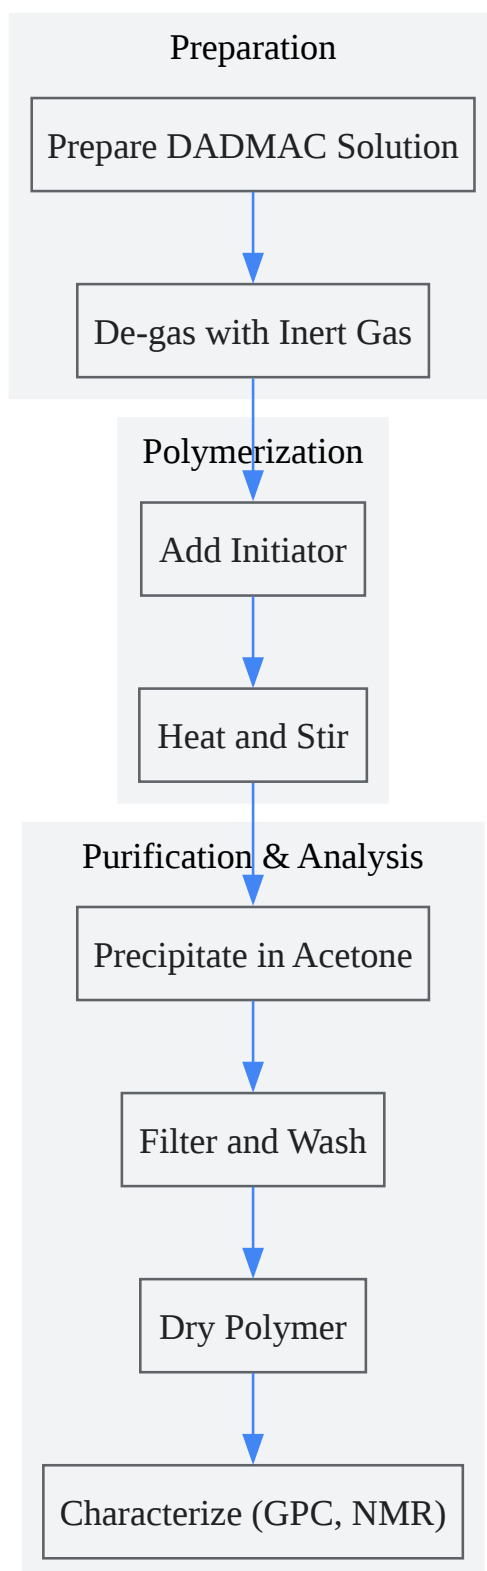 Preparation
Prepare DADMAC Solution
De-gas with Inert Gas
Polymerization
Add Initiator
Heat and Stir
Purification & Analysis
Precipitate in Acetone
Filter and Wash
Dry Polymer
Characterize (GPC, NMR)